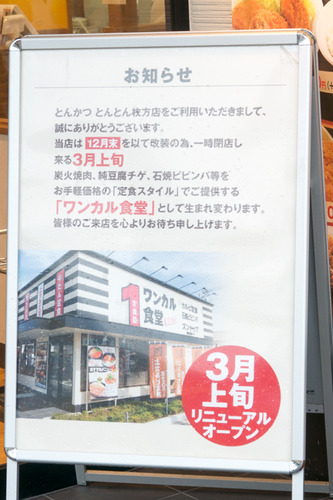 お知らせ
とんかつ とんとん枚方店をご利用いただきまして、
誠にありがとうございます。
当店は 12月末 を以て改装の為、一時閉店し
来る3月上旬
炭火焼肉、純豆腐チゲ、石焼ビビンバ等を
お手軽価格の「定食スタイル」でご提供する
「ワンカル食堂」として生まれ変わります。
皆様のご来店を心よりお待ち申し上げます。
1
ワンカル
食堂
3月
上旬
リニューアル
オープン